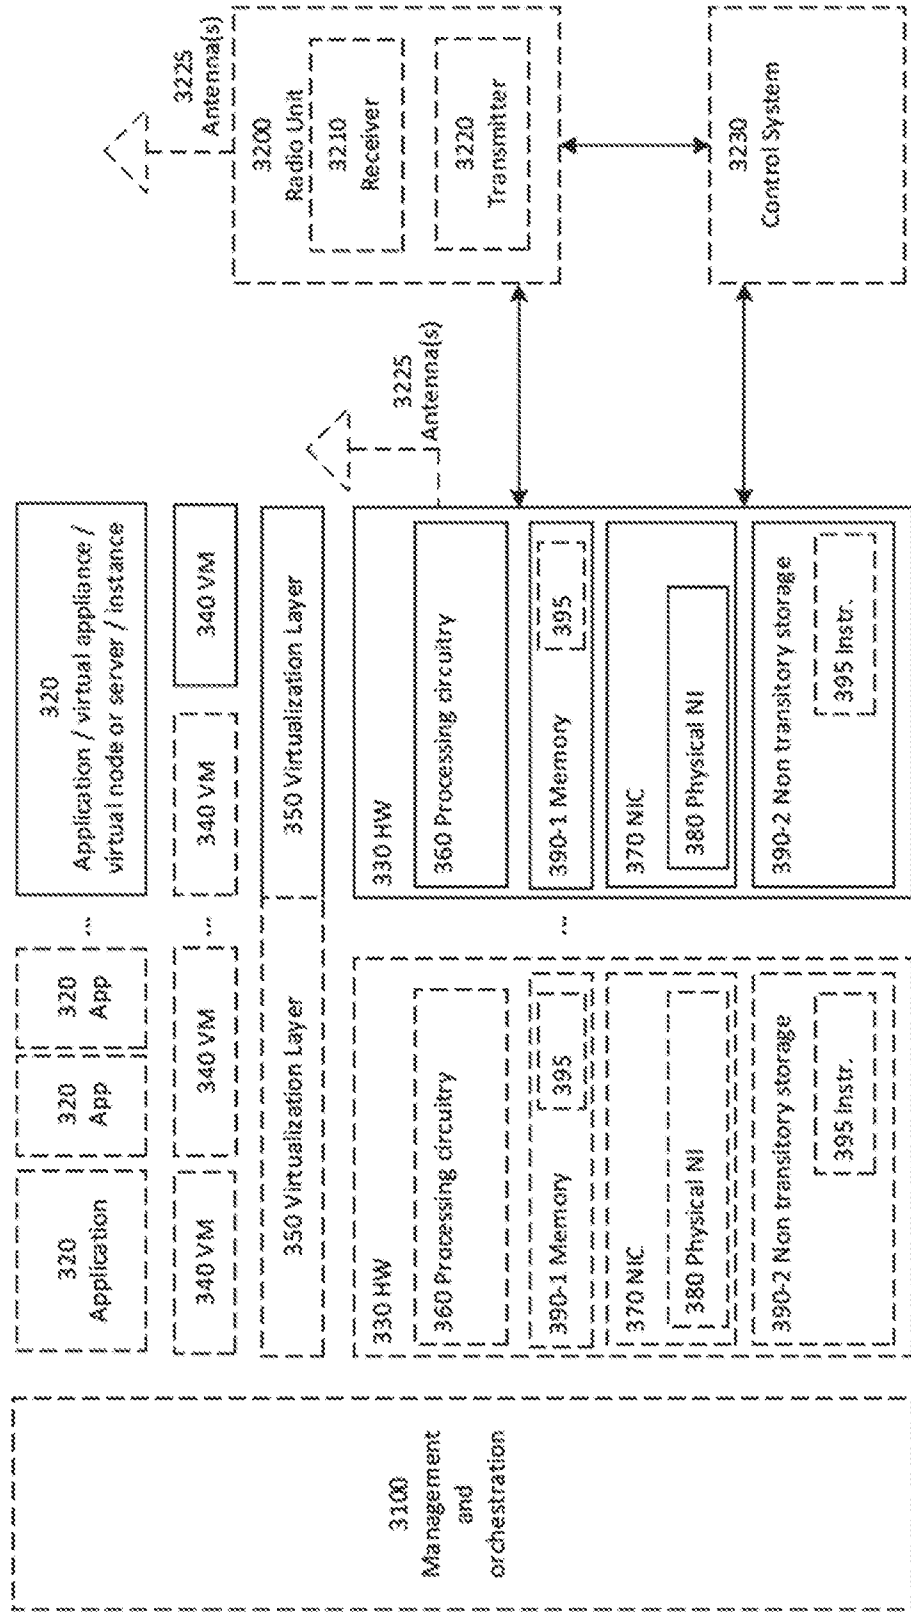 3100
Management
and
orchestration
320
Application
320
App
320
App
...
320
Application / virtual appliance /
virtual node or server / instance
340 VM
340 VM
...
340 VM
340 VM
350 Virtualization Layer
350 Virtualization Layer
330 HW
360 Processing circuitry
390-1 Memory
395
370 NIC
380 Physical NI
390-2 Non transitory storage
395 Instr.
...
330 HW
360 Processing circuitry
390-1 Memory
395
370 NIC
380 Physical NI
390-2 Non transitory storage
395 Instr.
3225
Antenna(s)
3225
Antenna(s)
3200
Radio Unit
3210
Receiver
3220
Transmitter
3230
Control System